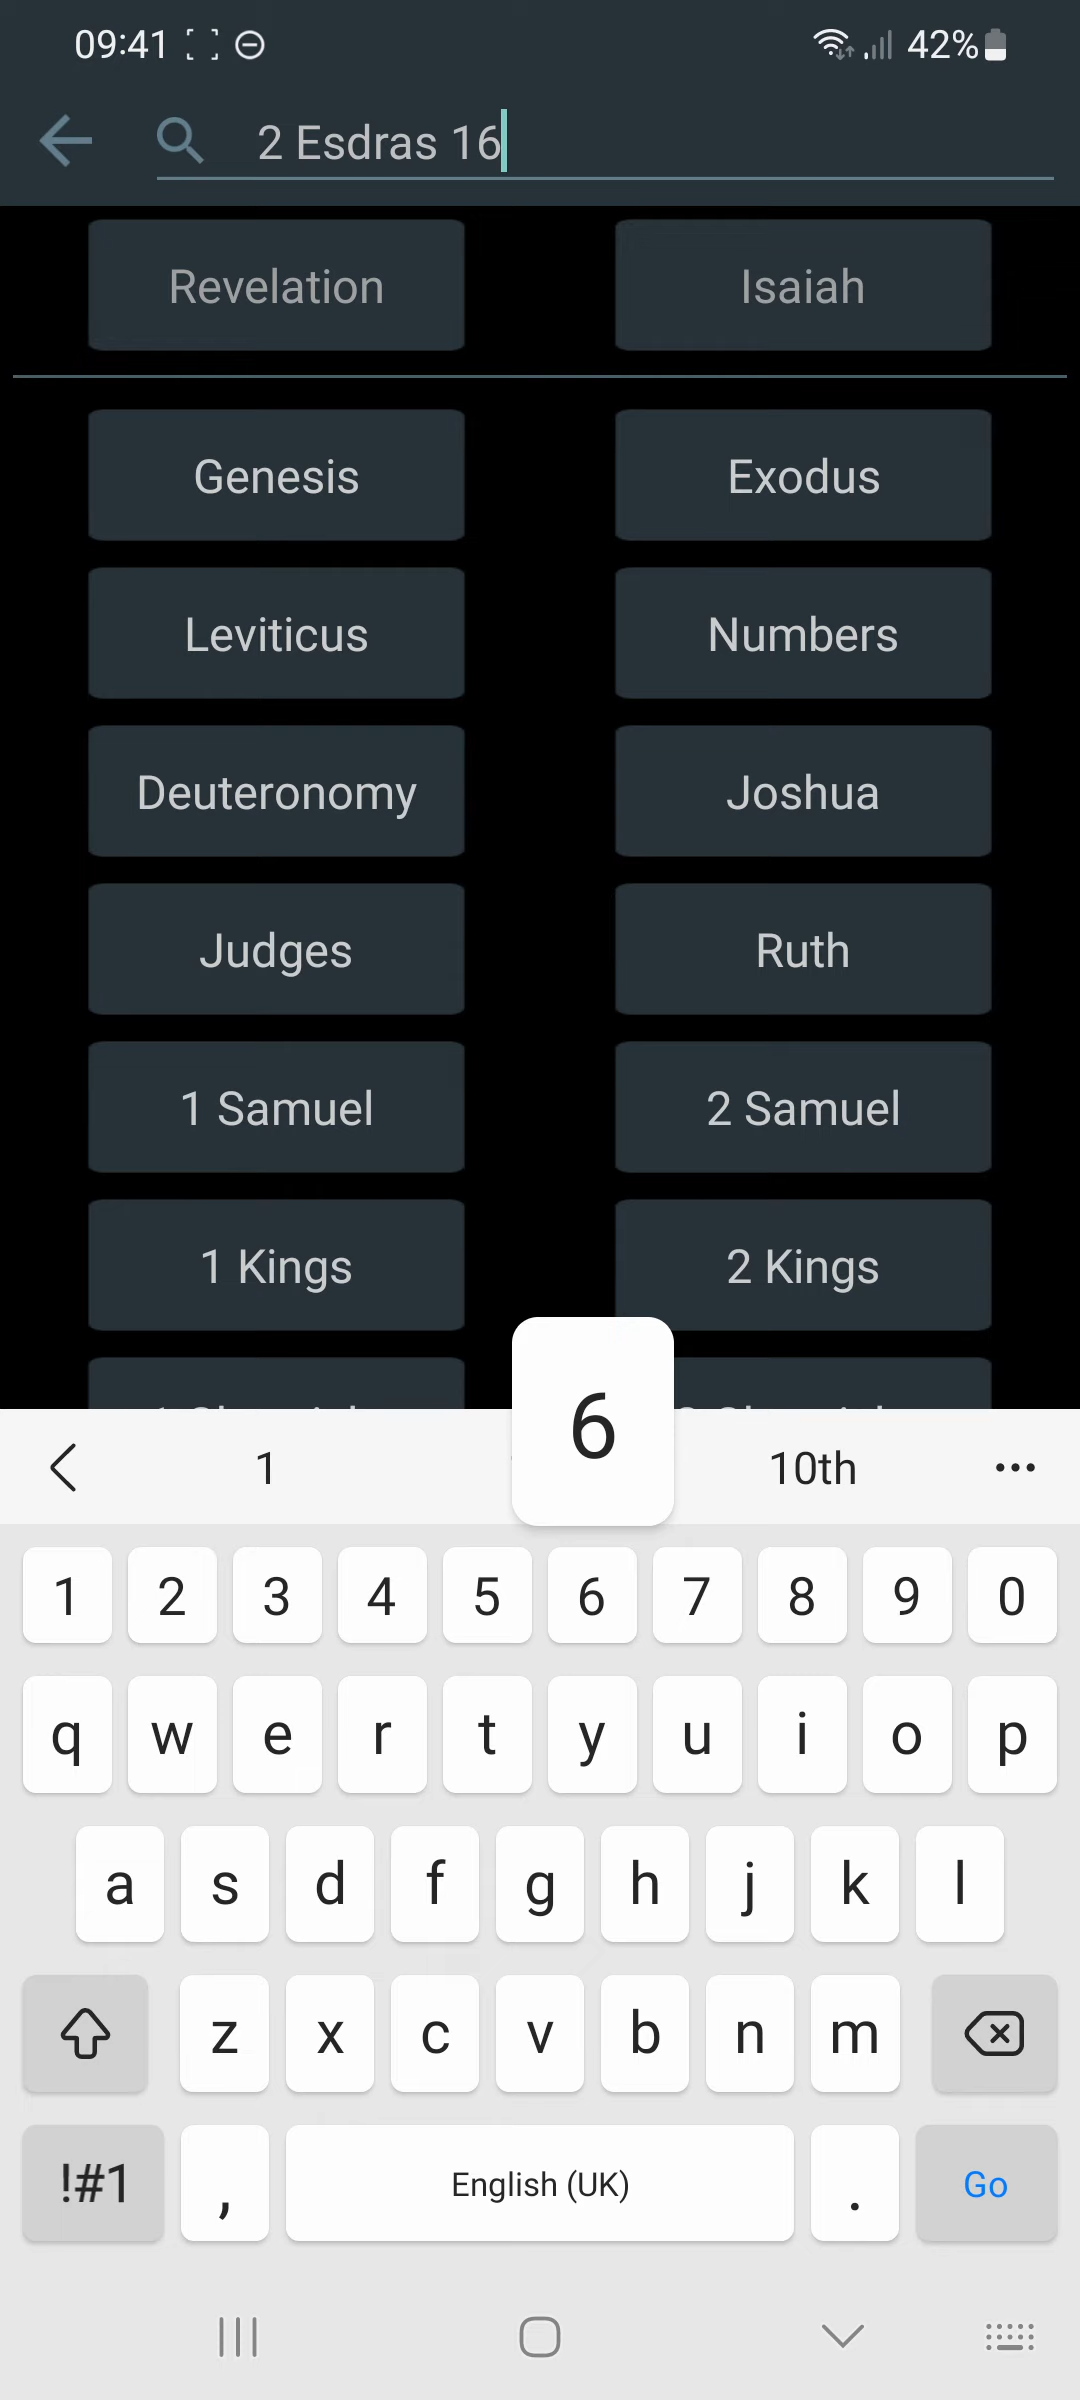 09:41 42%
2 Esdras 16
Revelation Isaiah
Genesis Exodus
Leviticus Numbers
Deuteronomy Joshua
Judges Ruth
1 Samuel 2 Samuel
1 Kings 2 Kings
6
1 10th
1 2 3 4 5 6 7 8 9 0
q w e r t y u i o p
a s d f g h j k l
z x c v b n m
!#1 , English (UK) . Go